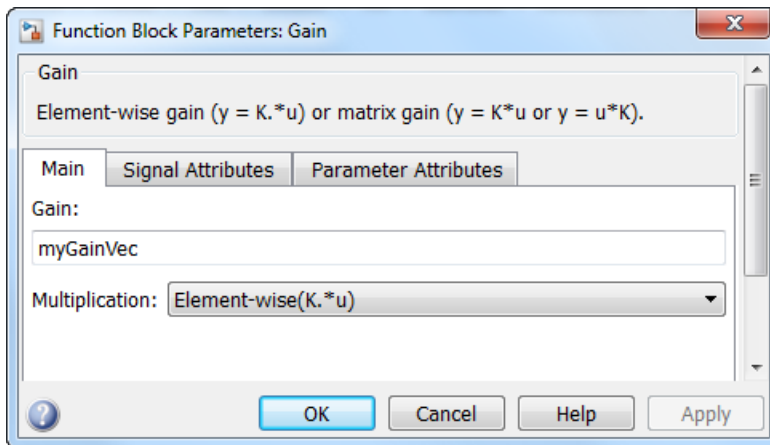 Function Block Parameters: Gain
Gain
Element-wise gain (y = K.*u) or matrix gain (y = K*u or y = u*K).
Main Signal Attributes Parameter Attributes
Gain:
myGainVec
Multiplication: Element-wise(K.*u)
OK Cancel Help Apply